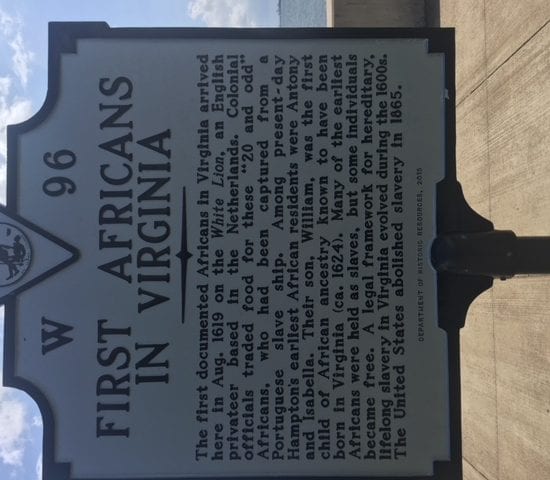 W 96
FIRST AFRICANS
IN VIRGINIA
The first documented Africans in Virginia arrived
here in Aug. 1619 on the White Lion, an English
privateer based in the Netherlands. Colonial
officials traded food for these "20 and odd"
Africans, who had been captured from a
Portuguese slave ship. Among present-day
Hampton's earliest African residents were Antony
and Isabella. Their son, William, was the first
child of African ancestry known to have been
born in Virginia (ca. 1624). Many of the earliest
Africans were held as slaves, but some individuals
became free. A legal framework for hereditary,
lifelong slavery in Virginia evolved during the 1600s.
The United States abolished slavery in 1865.
DEPARTMENT OF HISTORIC RESOURCES, 2015